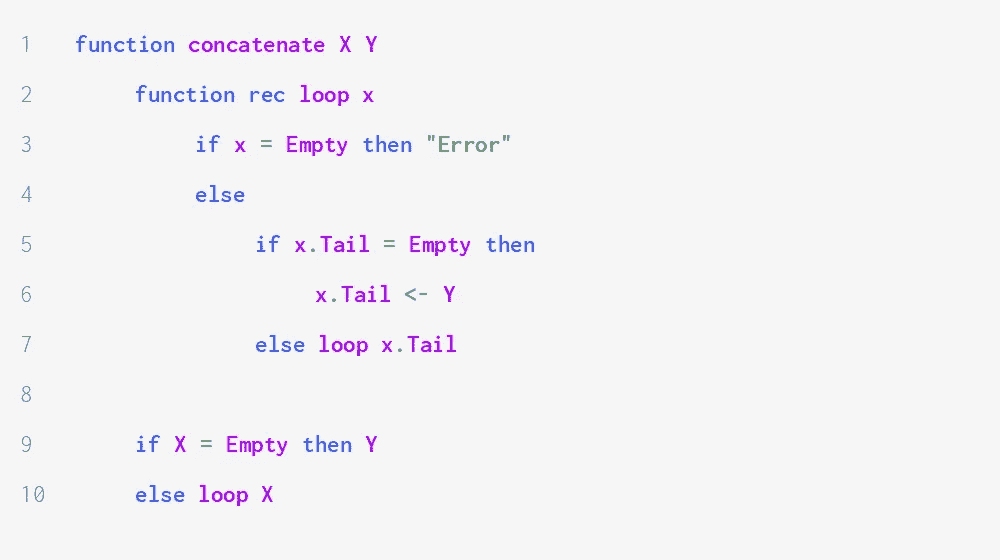 1 function concatenate X Y
2 function rec loop x
3 if x = Empty then "Error"
4 else
5 if x.Tail = Empty then
6 x.Tail <- Y
7 else loop x.Tail
8
9 if X = Empty then Y
10 else loop X